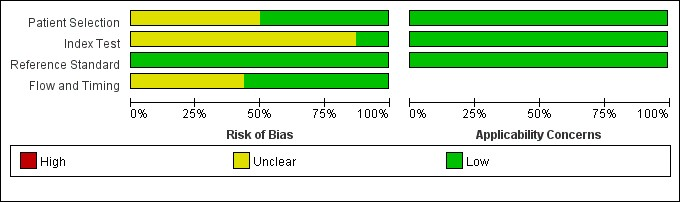 Patient Selection
Index Test
Reference Standard
Flow and Timing
0% 25% 50% 75% 100% 0% 25% 50% 75% 100%
Risk of Bias Applicability Concerns
High Unclear Low